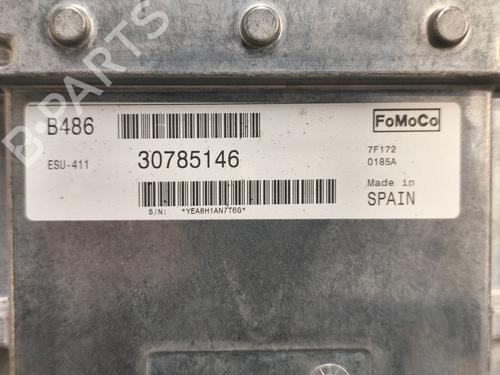 B-PARTS
B486
FoMoCo
ESU-411
30785146
7F172
0185A
Made in
SPAIN
S/N: *YEA8H1AN7T6G*